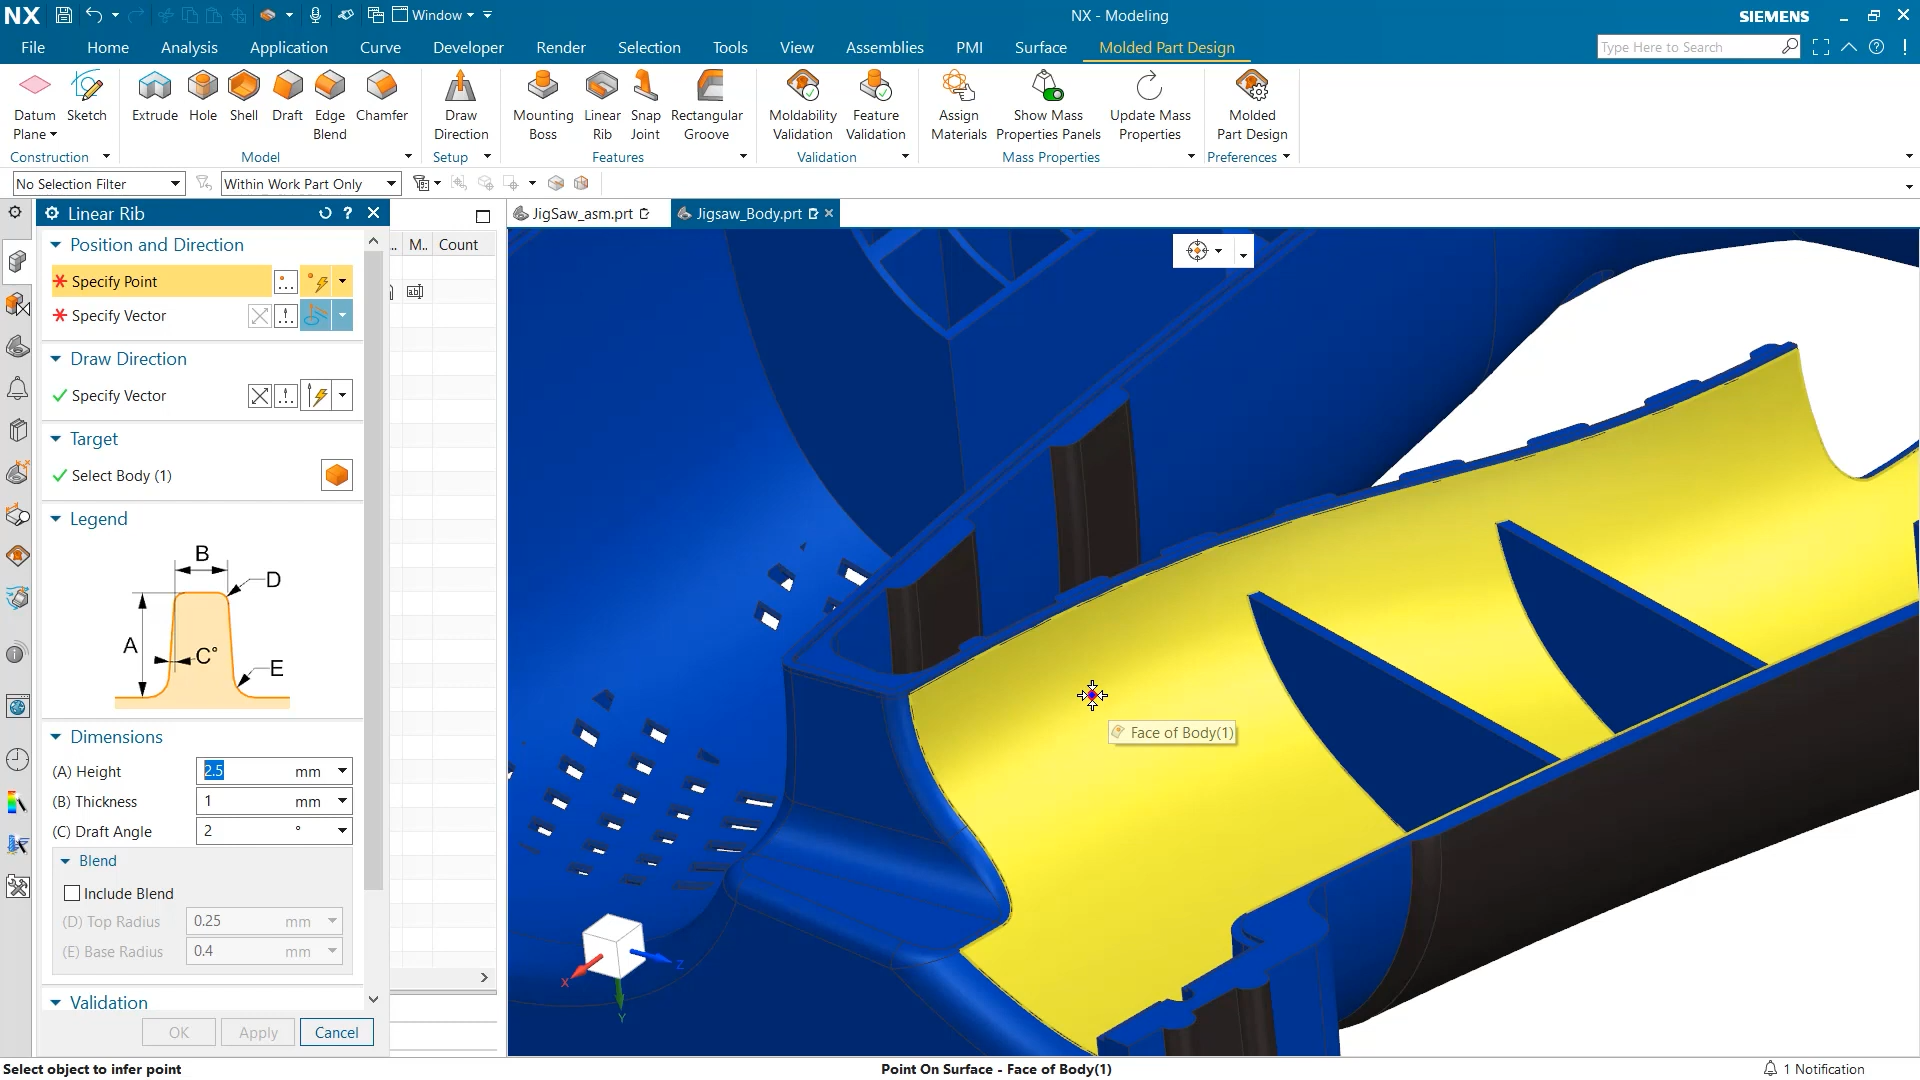 NX
Window
NX - Modeling
SIEMENS
File Home Analysis Application Curve Developer Render Selection Tools View Assemblies PMI Surface Molded Part Design
Type Here to Search
Datum Plane
Sketch
Extrude
Hole
Shell
Draft
Edge Blend
Chamfer
Draw Direction
Mounting Boss
Linear Rib
Snap Joint
Rectangular Groove
Moldability Validation
Feature Validation
Assign Materials
Show Mass Properties Panels
Update Mass Properties
Molded Part Design
Construction Model Setup Features Validation Mass Properties Preferences
No Selection Filter
Within Work Part Only
Linear Rib
JigSaw_asm.prt
Jigsaw_Body.prt
M.. Count
Position and Direction
* Specify Point
* Specify Vector
Draw Direction
Specify Vector
Target
Select Body (1)
Legend
B
D
A
C°
E
Dimensions
(A) Height 2.5 mm
(B) Thickness 1 mm
(C) Draft Angle 2 °
Blend
Include Blend
(D) Top Radius 0.25 mm
(E) Base Radius 0.4 mm
Validation
OK Apply Cancel
Face of Body(1)
X
Y
Z
Select object to infer point
Point On Surface - Face of Body(1)
1 Notification